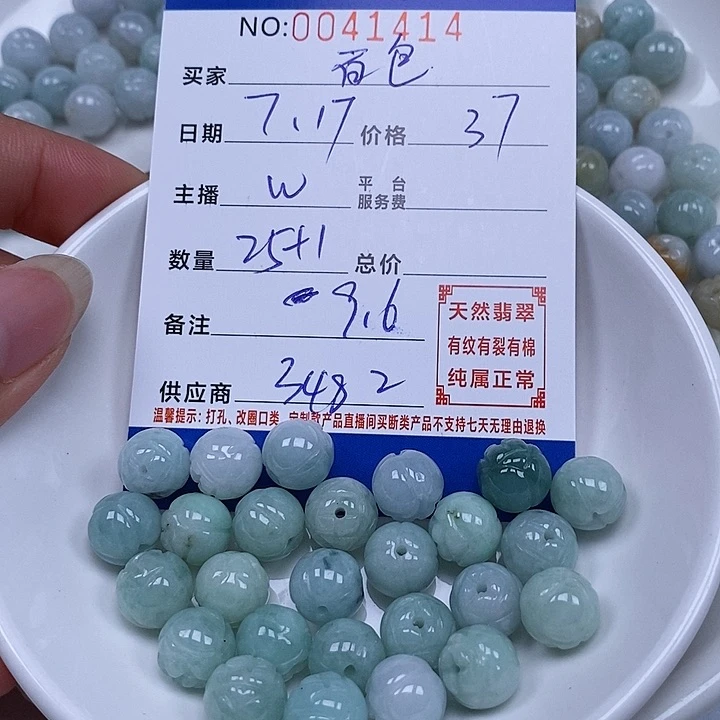 NO:0041414
买家 荷包
日期 7.17 价格 37
主播 W 平台服务费
数量 25+1 总价
备注 9.6
供应商 3482
天然翡翠
有纹有裂有棉
纯属正常
温馨提示：打孔、改圈口类、定制款产品直播间买断类产品不支持七天无理由退换